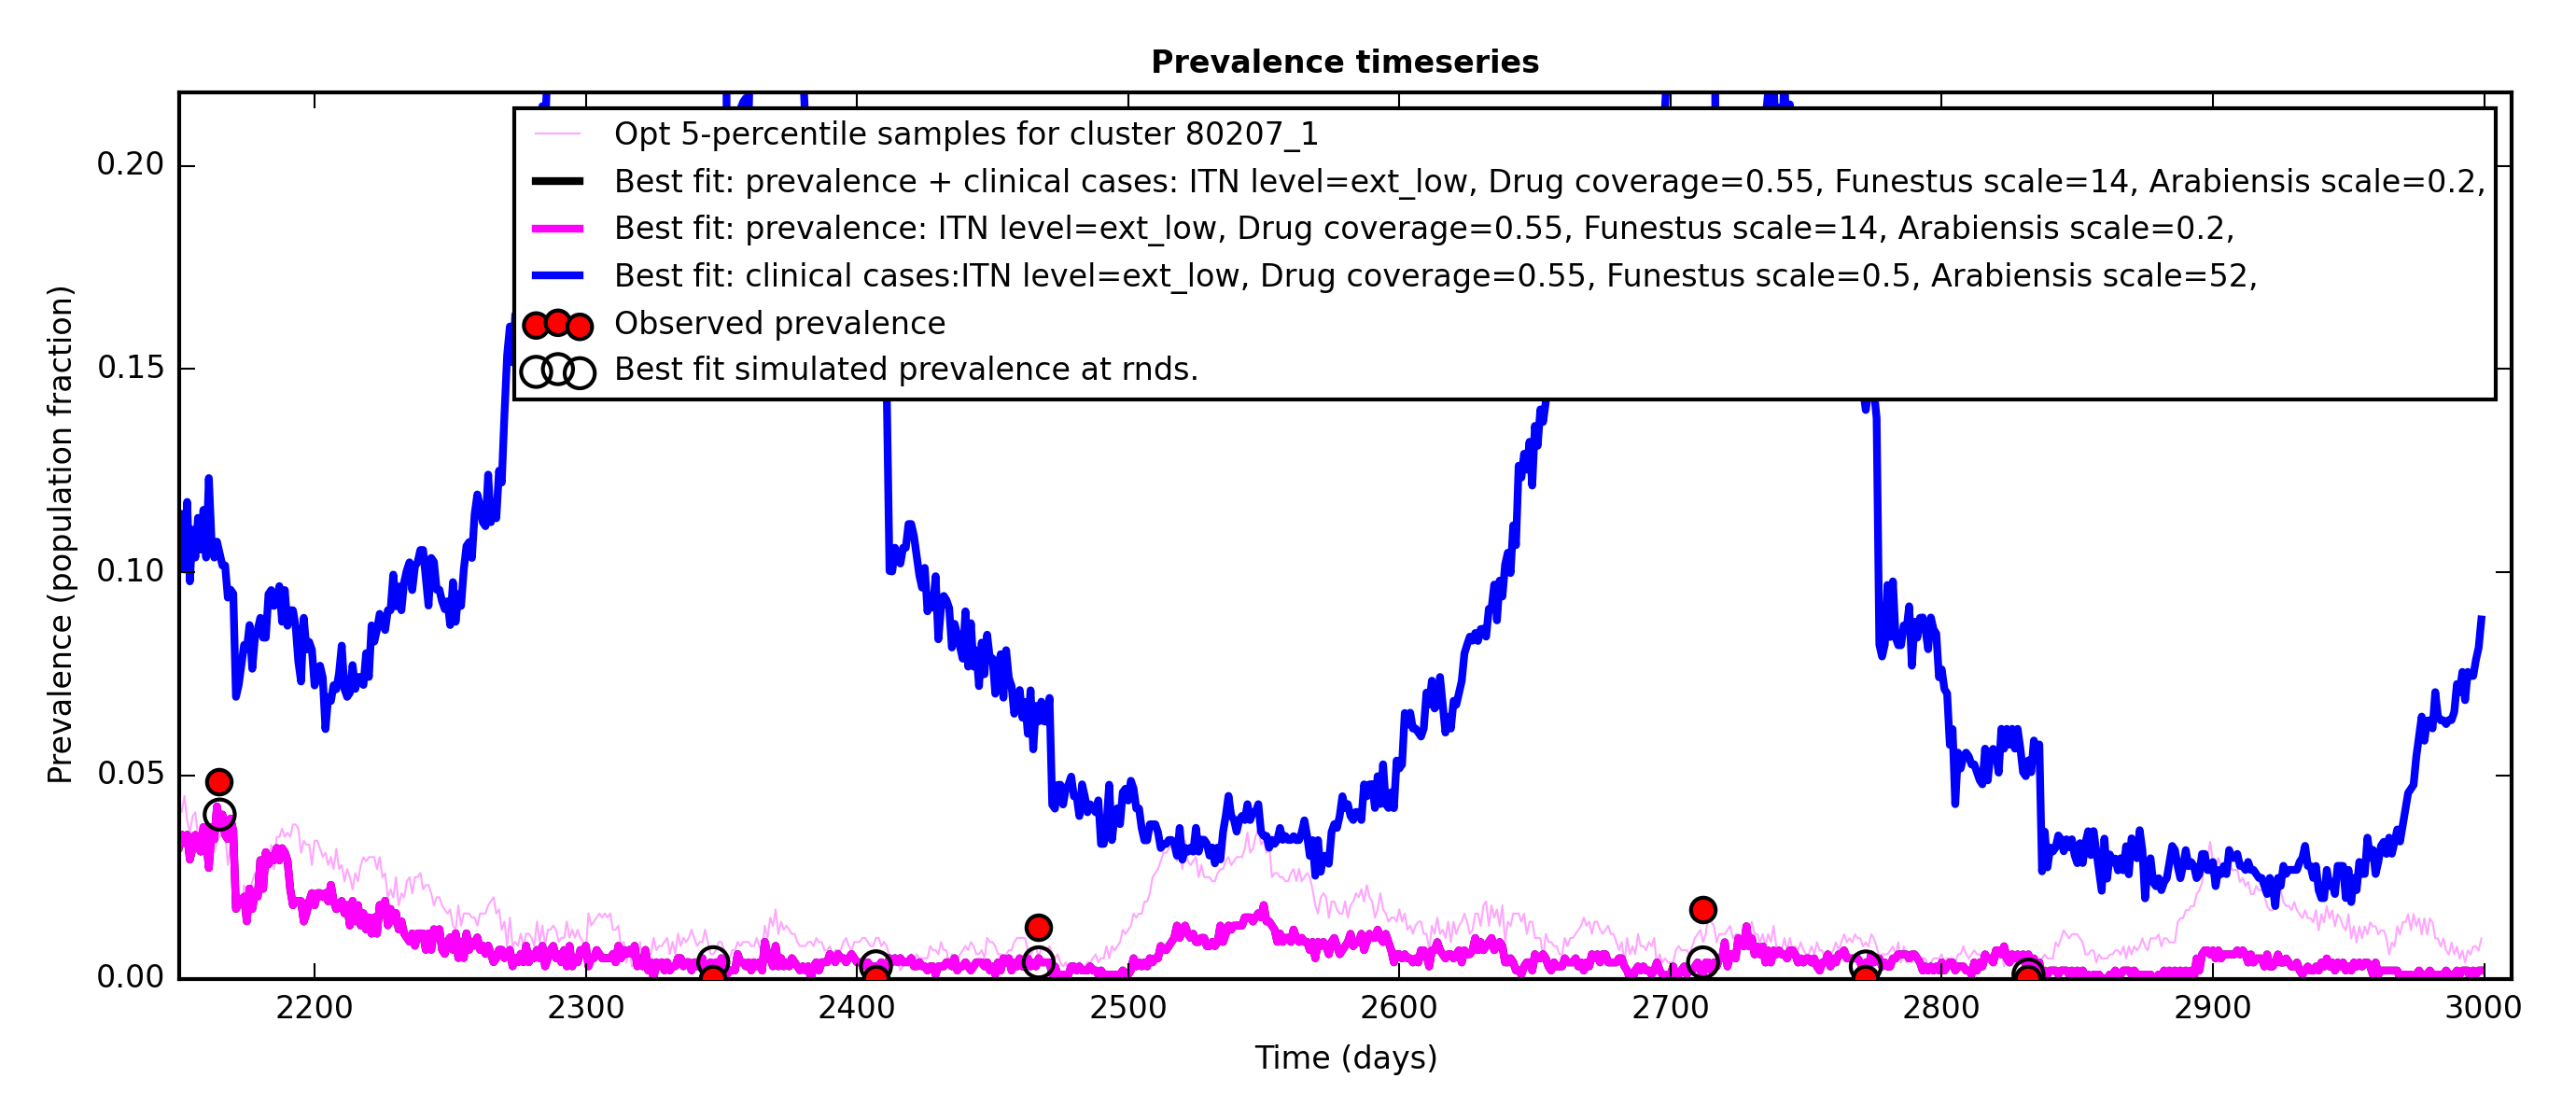 Prevalence timeseries
Opt 5-percentile samples for cluster 80207_1
Best fit: prevalence + clinical cases: ITN level=ext_low, Drug coverage=0.55, Funestus scale=14, Arabiensis scale=0.2,
Best fit: prevalence: ITN level=ext_low, Drug coverage=0.55, Funestus scale=14, Arabiensis scale=0.2,
Best fit: clinical cases:ITN level=ext_low, Drug coverage=0.55, Funestus scale=0.5, Arabiensis scale=52,
Observed prevalence
Best fit simulated prevalence at rnds.
Prevalence (population fraction)
0.20
0.15
0.10
0.05
0.00
2200 2300 2400 2500 2600 2700 2800 2900 3000
Time (days)